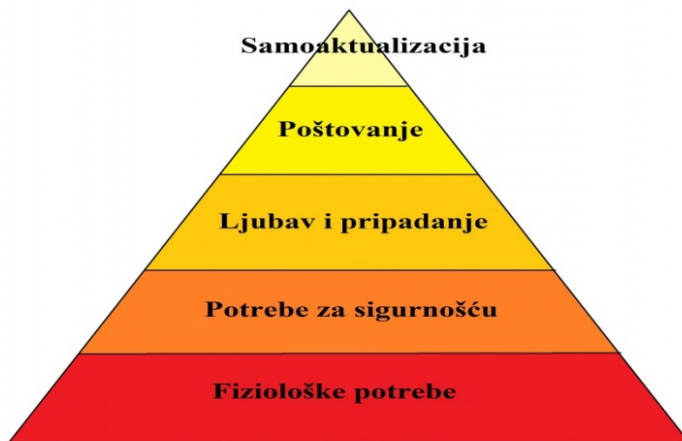 Samoaktualizacija
Poštovanje
Ljubav i pripadanje
Potrebe za sigurnošću
Fiziološke potrebe